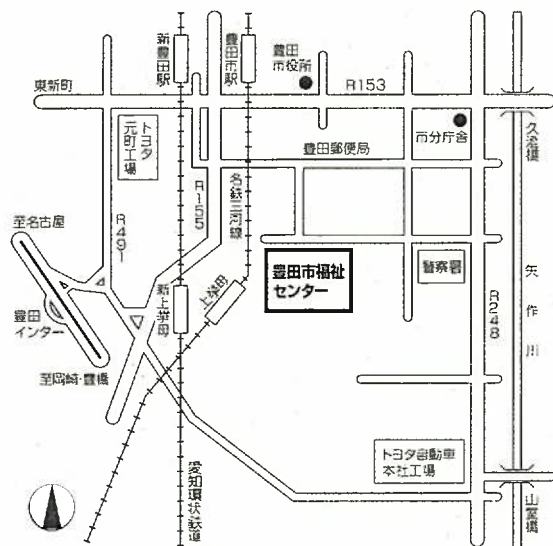 新豊田駅
豊田市駅
豊田
市役所
東新町
R153
トヨタ
元町工場
市分庁舎
久澄橋
豊田郵便局
R155
名鉄三河線
R491
至名古屋
豊田市福祉
センター
警察署
上挙母
新上挙母
R248
矢作川
豊田
インター
至岡崎・豊橋
トヨタ自動車
本社工場
愛知環状鉄道
山室橋